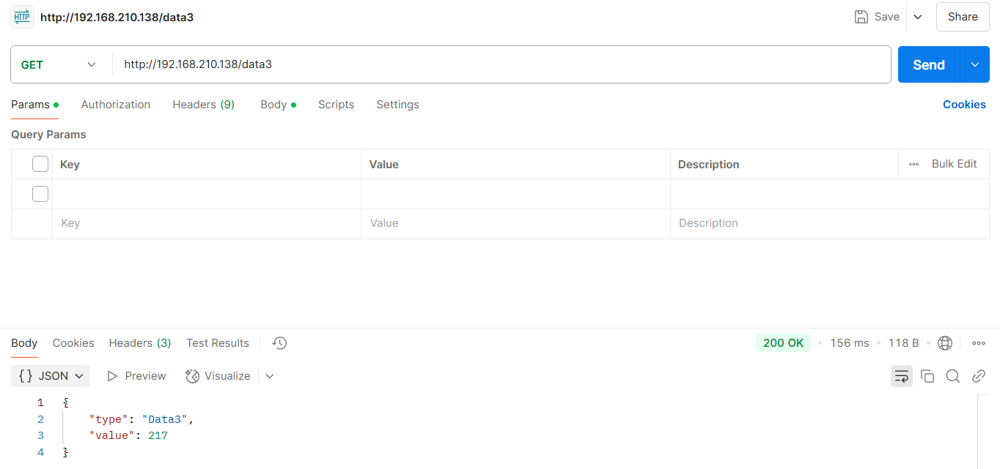 HTTP http://192.168.210.138/data3 Save Share
GET http://192.168.210.138/data3 Send
Params Authorization Headers (9) Body Scripts Settings Cookies
Query Params
Key Value Description Bulk Edit
Key Value Description
Body Cookies Headers (3) Test Results 200 OK • 156 ms • 118 B •
{} JSON Preview Visualize
1 {
2 "type": "Data3",
3 "value": 217
4 }